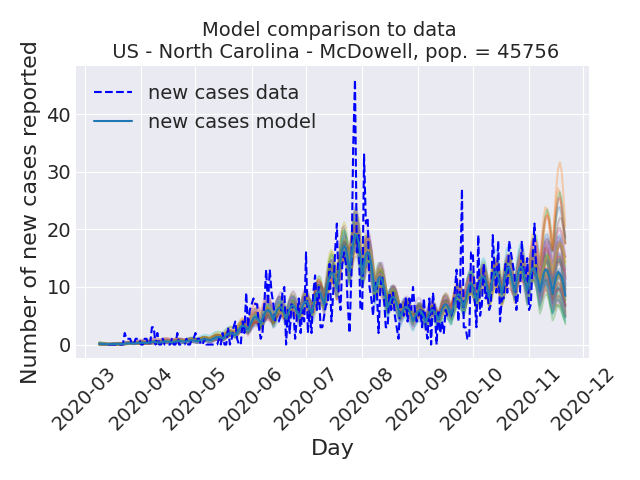 Model comparison to data
US - North Carolina - McDowell, pop. = 45756
Number of new cases reported
new cases data
new cases model
40
30
20
10
0
2020-03
2020-04
2020-05
2020-06
2020-07
2020-08
2020-09
2020-10
2020-11
2020-12
Day